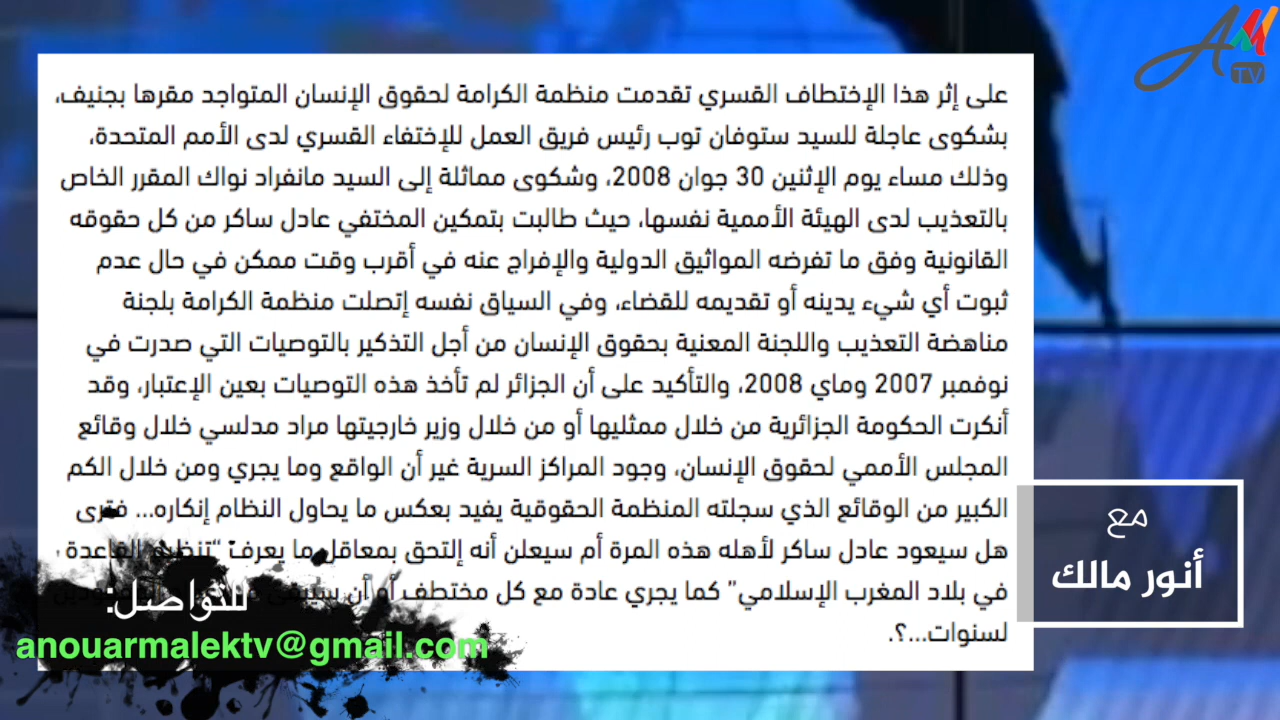 على إثر هذا الإختطاف القسري تقدمت منظمة الكرامة لحقوق الإنسان المتواجد مقرها بجنيف،
بشكوى عاجلة للسيد ستوفان توب رئيس فريق العمل للإختفاء القسري لدى الأمم المتحدة،
وذلك مساء يوم الإثنين 30 جوان 2008، وشكوى مماثلة إلى السيد مانفراد نواك المقرر الخاص
بالتعذيب لدى الهيئة الأممية نفسها، حيث طالبت بتمكين المختفي عادل ساكر من كل حقوقه
القانونية وفق ما تفرضه المواثيق الدولية والإفراج عنه في أقرب وقت ممكن في حال عدم
ثبوت أي شيء يدينه أو تقديمه للقضاء، وفي السياق نفسه إتصلت منظمة الكرامة بلجنة
مناهضة التعذيب واللجنة المعنية بحقوق الإنسان من أجل التذكير بالتوصيات التي صدرت في
نوفمبر 2007 وماي 2008، والتأكيد على أن الجزائر لم تأخذ هذه التوصيات بعين الإعتبار، وقد
أنكرت الحكومة الجزائرية من خلال ممثليها أو من خلال وزير خارجيتها مراد مدلسي خلال وقائع
المجلس الأممي لحقوق الإنسان، وجود المراكز السرية غير أن الواقع وما يجري ومن خلال الكم
الكبير من الوقائع الذي سجلته المنظمة الحقوقية يفيد بعكس ما يحاول النظام إنكاره... فترى
هل سيعود عادل ساكر لأهله هذه المرة أم سيعلن أنه إلتحق بمعاقل ما يعرف "تنظيم القاعدة
في بلاد المغرب الإسلامي" كما يجري عادة مع كل مختطف أو أن
لسنوات...؟.
مع
أنور مالك
للتواصل:
anouarmalektv@gmail.com
AM
TV